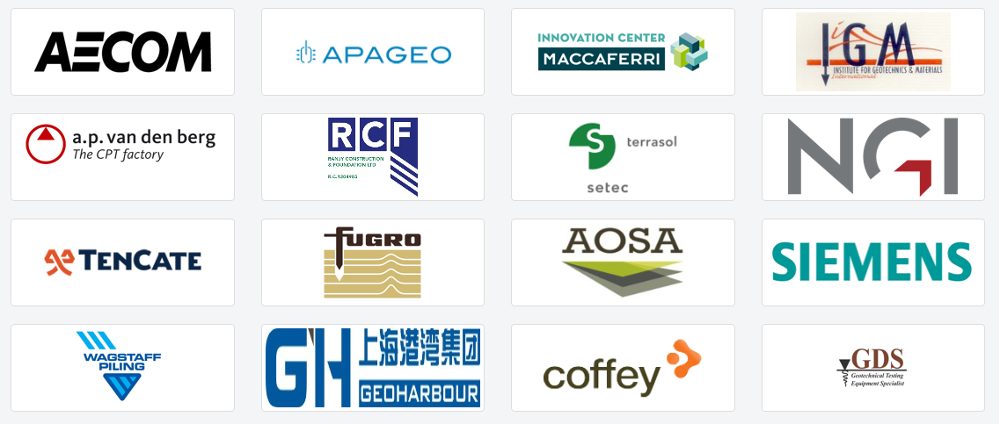 AECOM
APAGEO
INNOVATION CENTER
MACCAFERRI
iGM
INSTITUTE FOR GEOTECHNICS & MATERIALS
International
a.p. van den berg
The CPT factory
RCF
RANJY CONSTRUCTION
& FOUNDATION LTD
R.C.1204985
S
terrasol
setec
NGI
TENCATE
FUGRO
AOSA
SIEMENS
WAGSTAFF
PILING
GH
上海港湾集团
GEOHARBOUR
coffey
GDS
Geotechnical Testing
Equipment Specialist